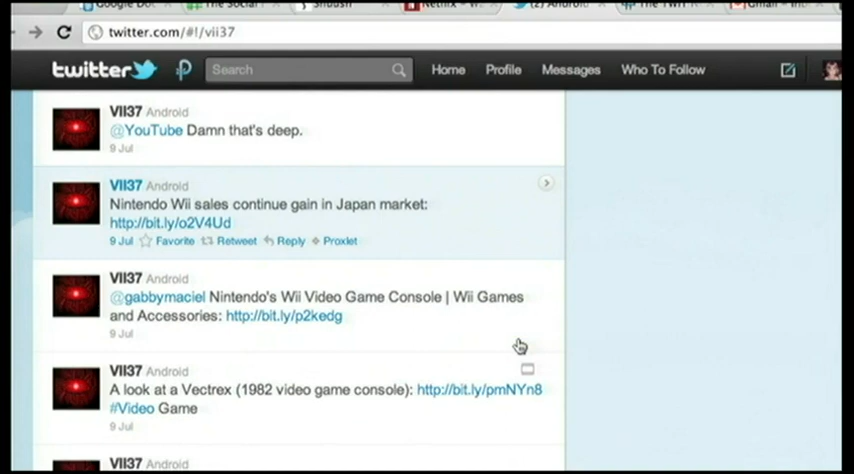 Google Do
The Social
Shuush
Netflix - W
(2) Android
The TWiT
Gmail - Inb
twitter.com/#!/vii37
twitter
Search
Home Profile Messages Who To Follow
VII37 Android
@YouTube Damn that's deep.
9 Jul
VII37 Android
Nintendo Wii sales continue gain in Japan market:
http://bit.ly/o2V4Ud
9 Jul Favorite Retweet Reply Proxlet
VII37 Android
@gabbymaciel Nintendo's Wii Video Game Console | Wii Games
and Accessories: http://bit.ly/p2kedg
9 Jul
VII37 Android
A look at a Vectrex (1982 video game console): http://bit.ly/pmNYn8
#Video Game
9 Jul
VII37 Android